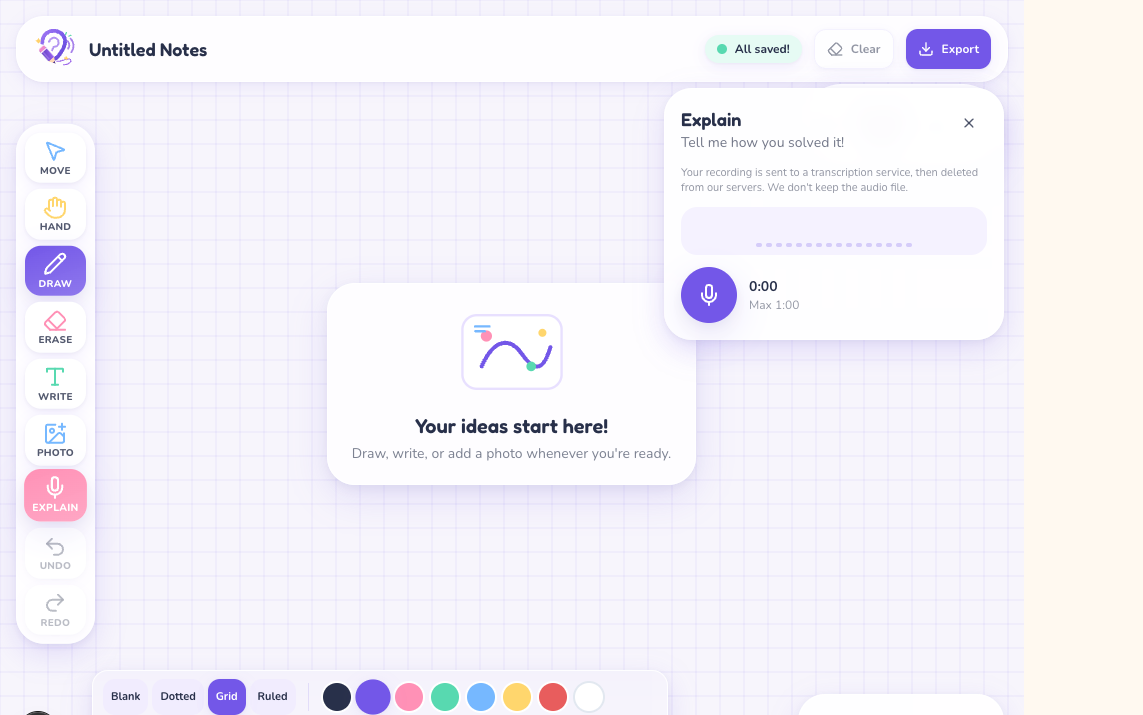 Untitled Notes
All saved!
Clear
Export
Explain
Tell me how you solved it!
Your recording is sent to a transcription service, then deleted
from our servers. We don't keep the audio file.
0:00
Max 1:00
MOVE
HAND
DRAW
ERASE
WRITE
PHOTO
EXPLAIN
UNDO
REDO
Your ideas start here!
Draw, write, or add a photo whenever you're ready.
Blank
Dotted
Grid
Ruled